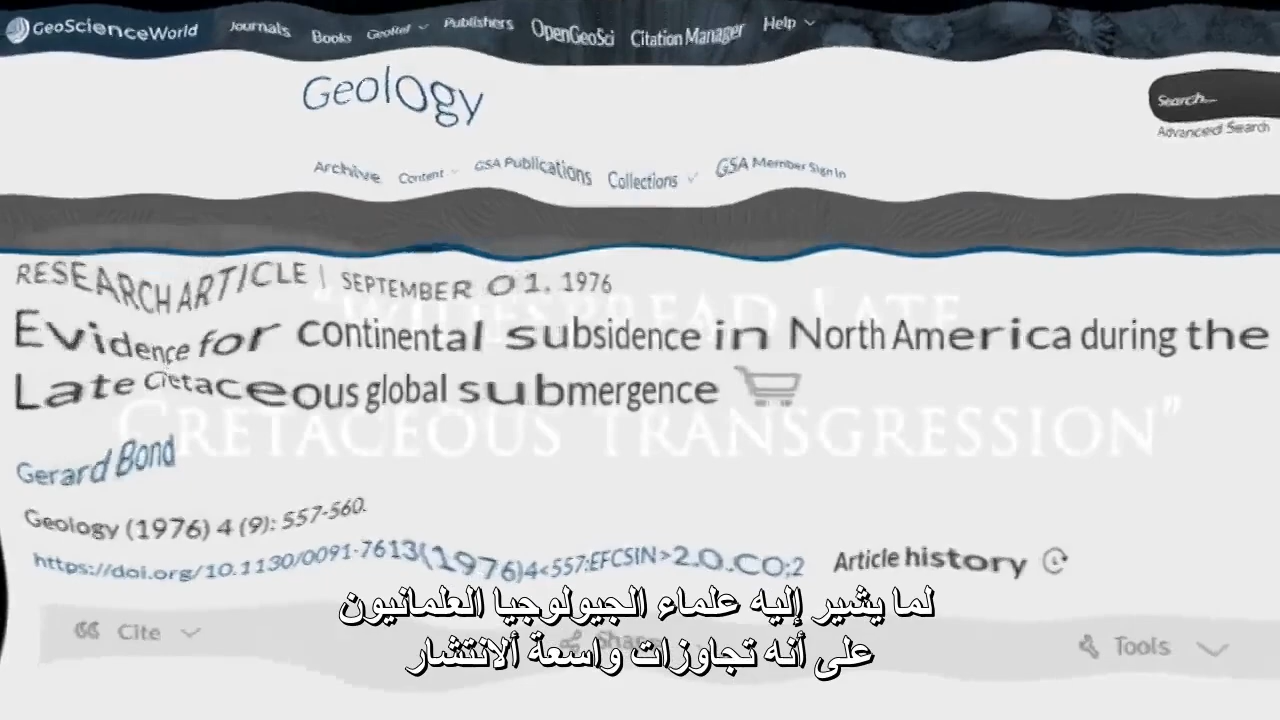 GeoScienceWorld Journals Books GeoRef Publishers OpenGeoSci Citation Manager Help
Geology
Search...
Advanced Search
Archive Content GSA Publications Collections GSA Member Sign In
RESEARCH ARTICLE | SEPTEMBER 01, 1976
"WIDESPREAD LATE
Evidence for continental subsidence in North America during the
Late Cretaceous global submergence
CRETACEOUS TRANSGRESSION"
Gerard Bond
Geology (1976) 4 (9): 557-560.
https://doi.org/10.1130/0091-7613(1976)4<557:EFCSIN>2.0.CO;2 Article history
لما يشير إليه علماء الجيولوجيا العلمانيون
Cite Share Tools
على أنه تجاوزات واسعة ألانتشار